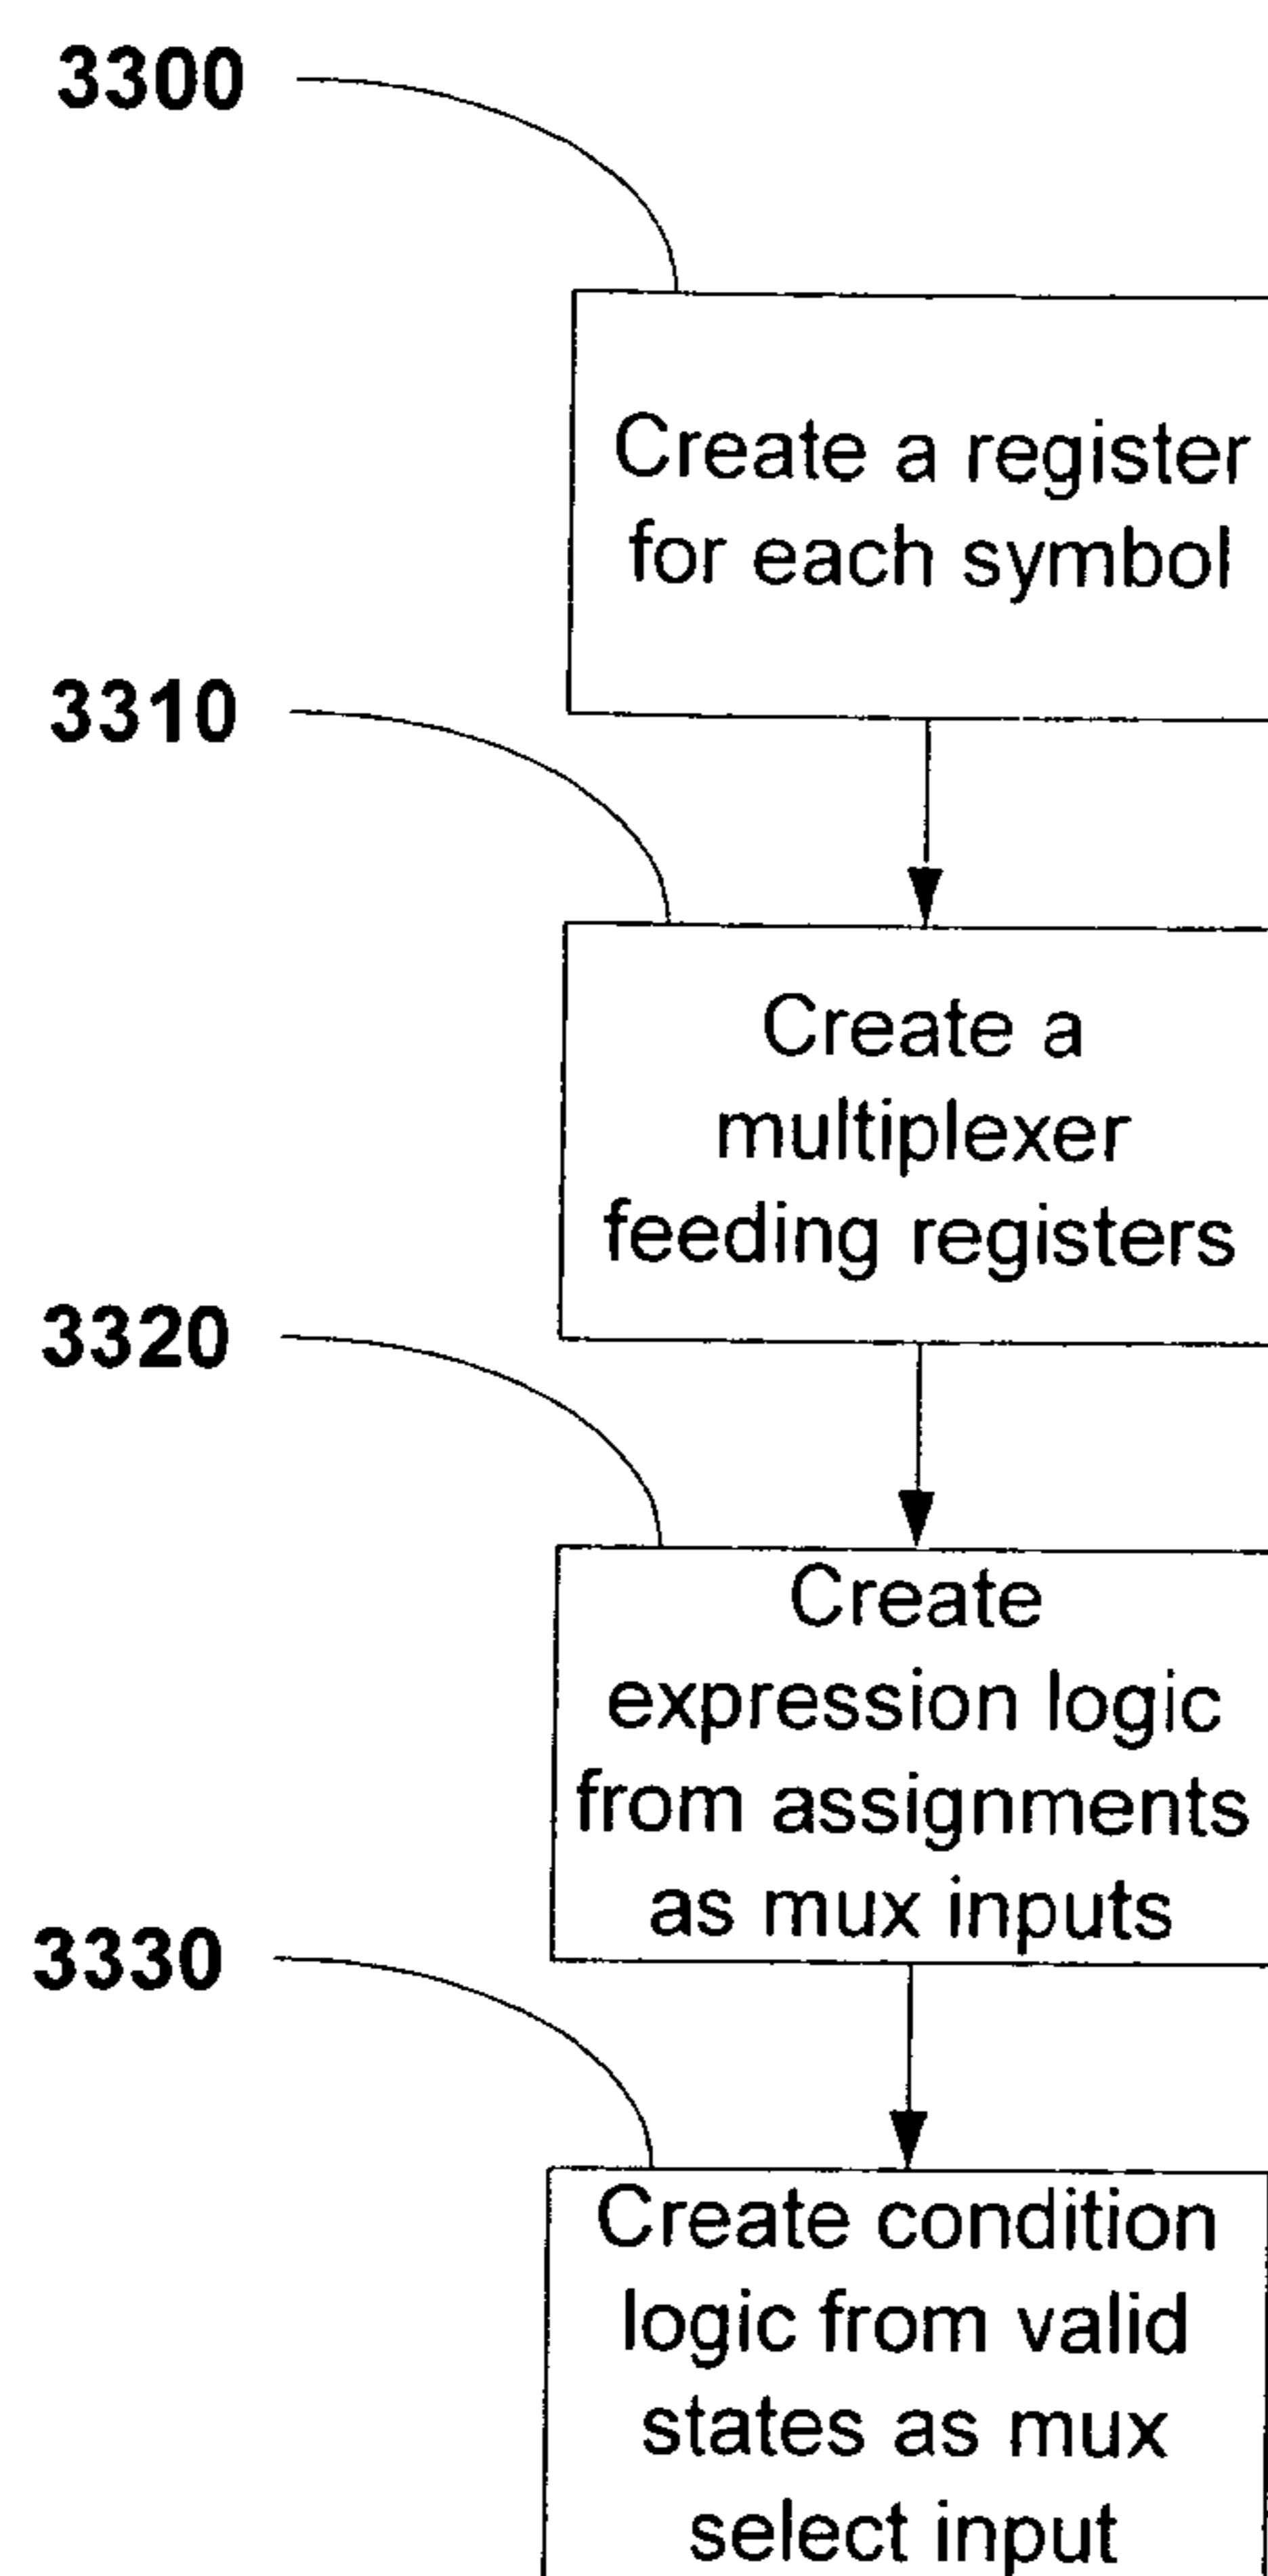 3300
Create a register
for each symbol
3310
Create a
multiplexer
feeding registers
3320
Create
expression logic
from assignments
as mux inputs
3330
Create condition
logic from valid
states as mux
select input